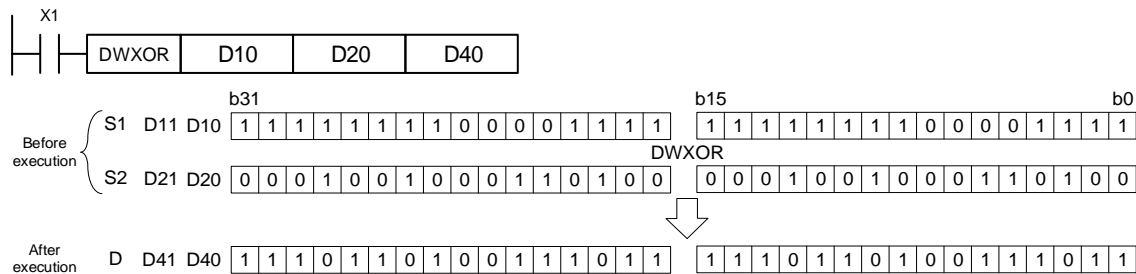 X1
DWXOR D10 D20 D40
b31 b15 b0
S1 D11 D10 1 1 1 1 1 1 1 1 0 0 0 0 1 1 1 1 1 1 1 1 1 1 1 1 0 0 0 0 1 1 1 1
Before
execution
DWXOR
S2 D21 D20 0 0 0 1 0 0 1 0 0 0 1 1 0 1 0 0 0 0 0 1 0 0 1 0 0 0 1 1 0 1 0 0
After
execution
D D41 D40 1 1 1 0 1 1 0 1 0 0 1 1 1 0 1 1 1 1 1 0 1 1 0 1 0 0 1 1 1 0 1 1